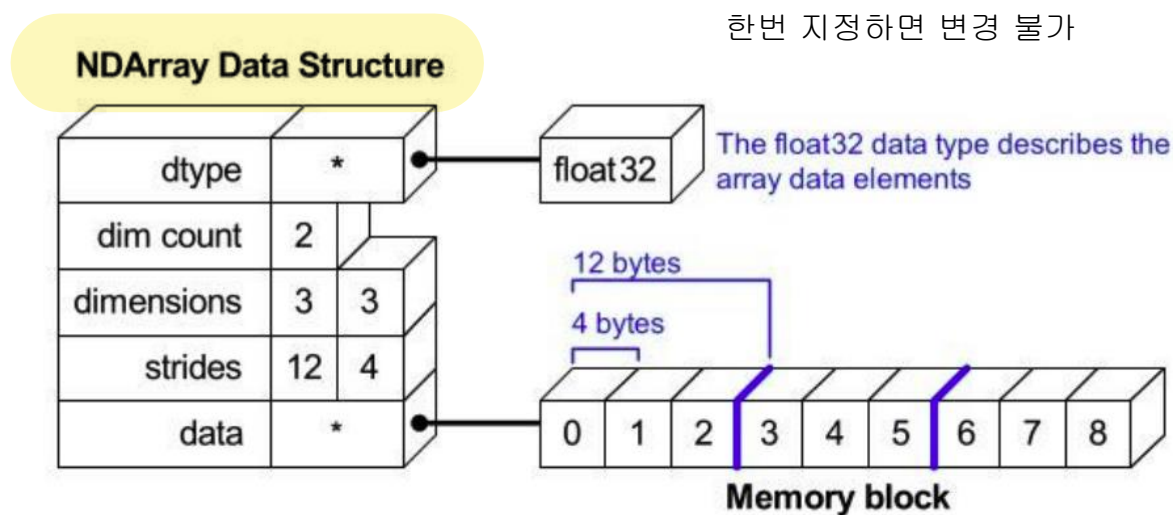 한번 지정하면 변경 불가
NDArray Data Structure
dtype *
float32
The float32 data type describes the
array data elements
dim count 2
12 bytes
dimensions 3 3
4 bytes
strides 12 4
data *
0 1 2 3 4 5 6 7 8
Memory block